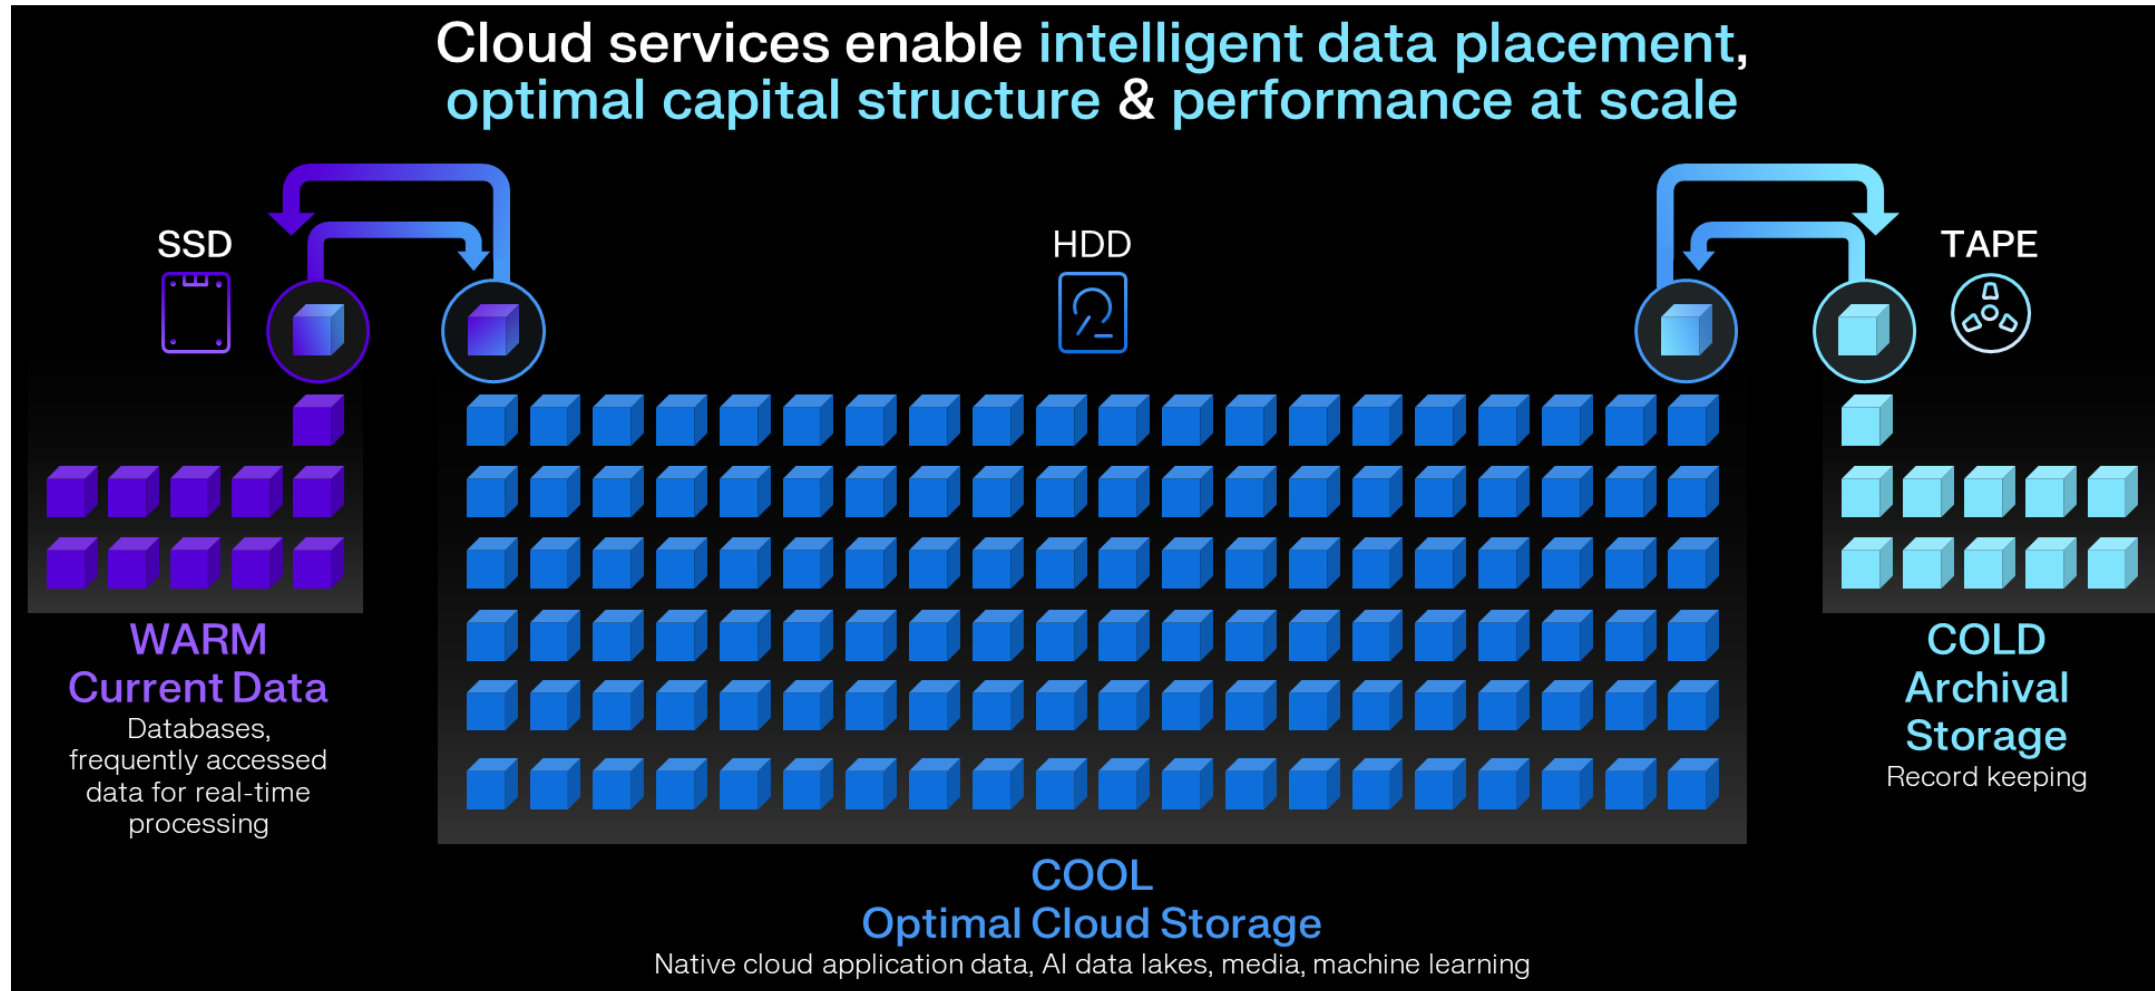 Cloud services enable intelligent data placement,
optimal capital structure & performance at scale
SSD
HDD
TAPE
WARM
Current Data
Databases,
frequently accessed
data for real-time
processing
COOL
Optimal Cloud Storage
Native cloud application data, AI data lakes, media, machine learning
COLD
Archival
Storage
Record keeping